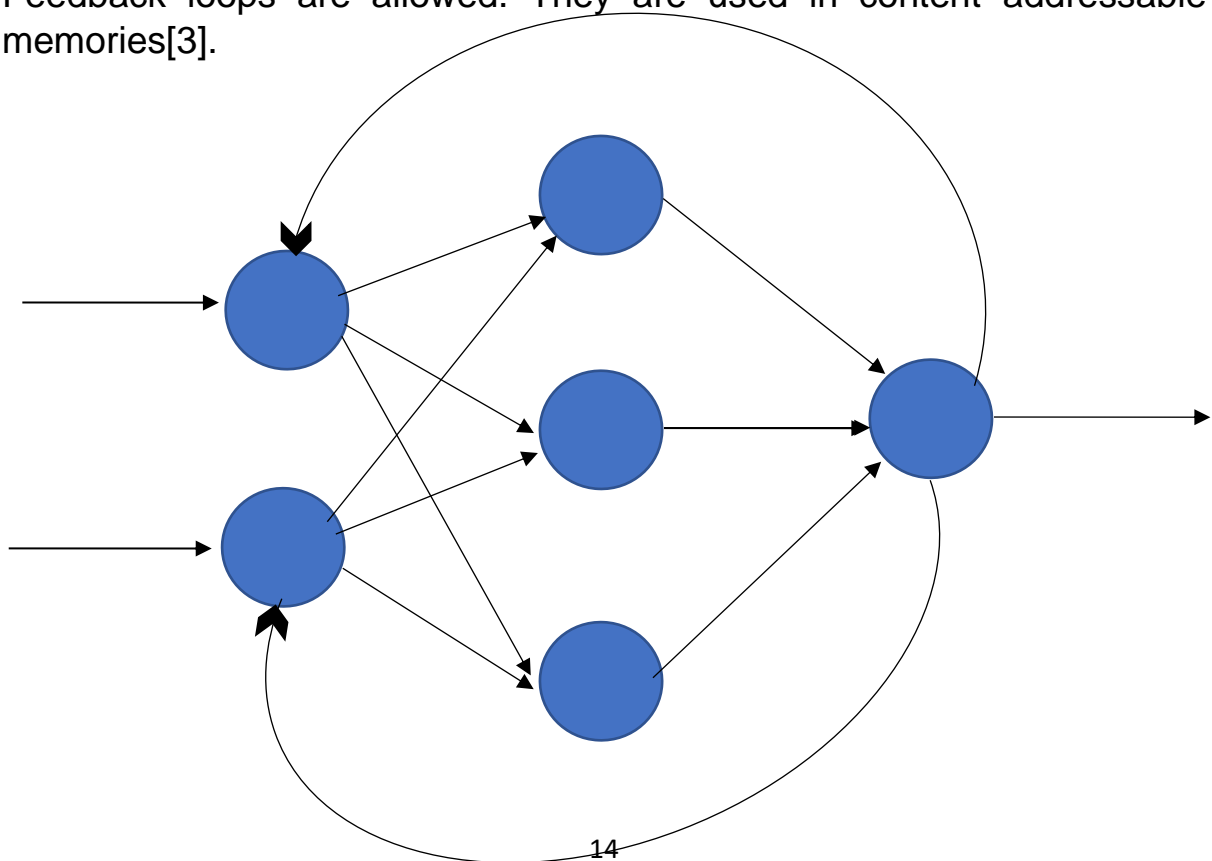 Feedback loops are allowed. They are used in content addressable
memories[3].
14